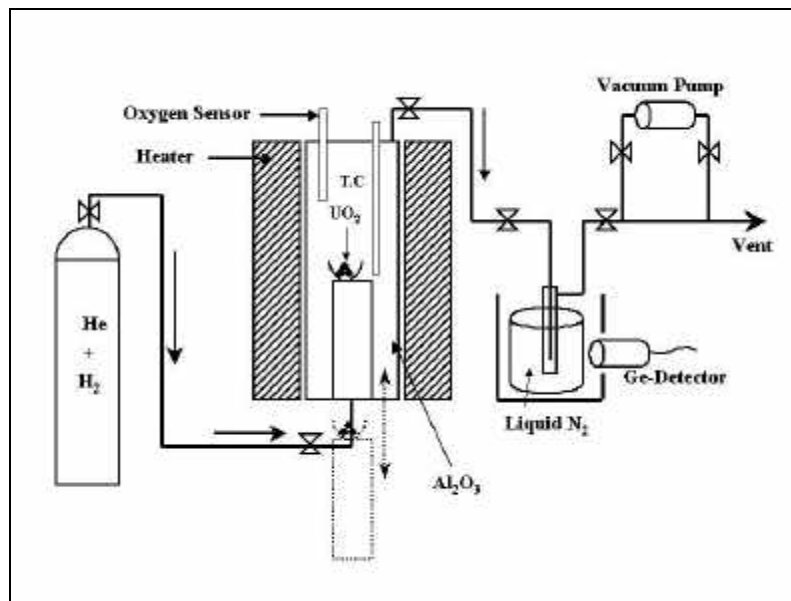 Vacuum Pump
Oxygen Sensor
Heater
T.C
UO₂
Vent
He
+
H₂
Ge-Detector
Liquid N₂
Al₂O₃